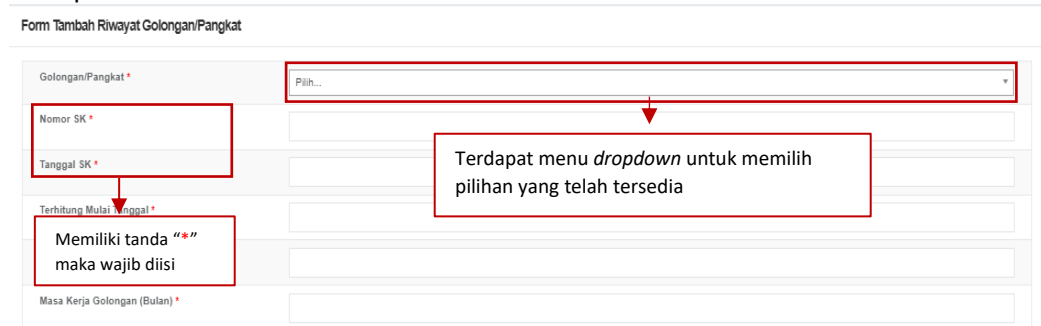 Form Tambah Riwayat Golongan/Pangkat
Golongan/Pangkat *
Pilih...
Nomor SK *
Tanggal SK *
Terdapat menu dropdown untuk memilih
pilihan yang telah tersedia
Terhitung Mulai Tanggal *
Memiliki tanda “*”
maka wajib diisi
Masa Kerja Golongan (Bulan) *